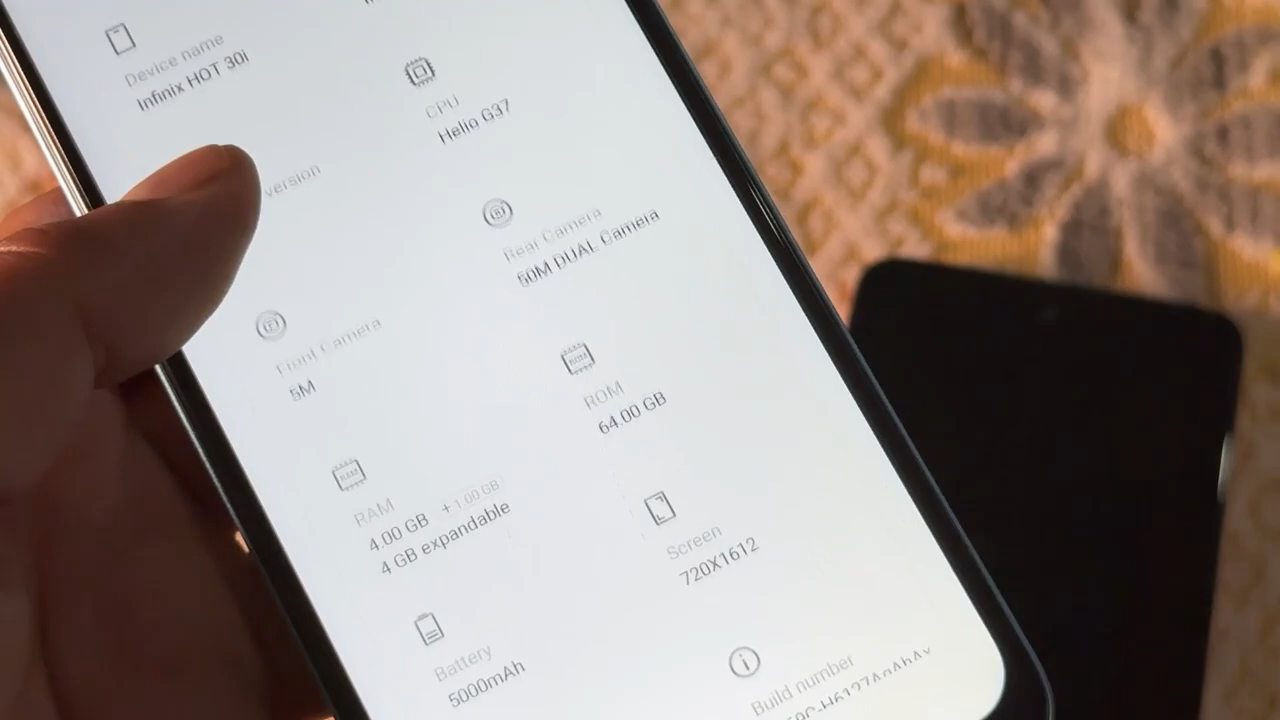 Device name
Infinix HOT 30i
CPU
Helio G37
version
Rear Camera
50M DUAL Camera
Front Camera
5M
ROM
64.00 GB
RAM
4.00 GB + 1.00 GB
4 GB expandable
Screen
720X1612
Battery
5000mAh
Build number